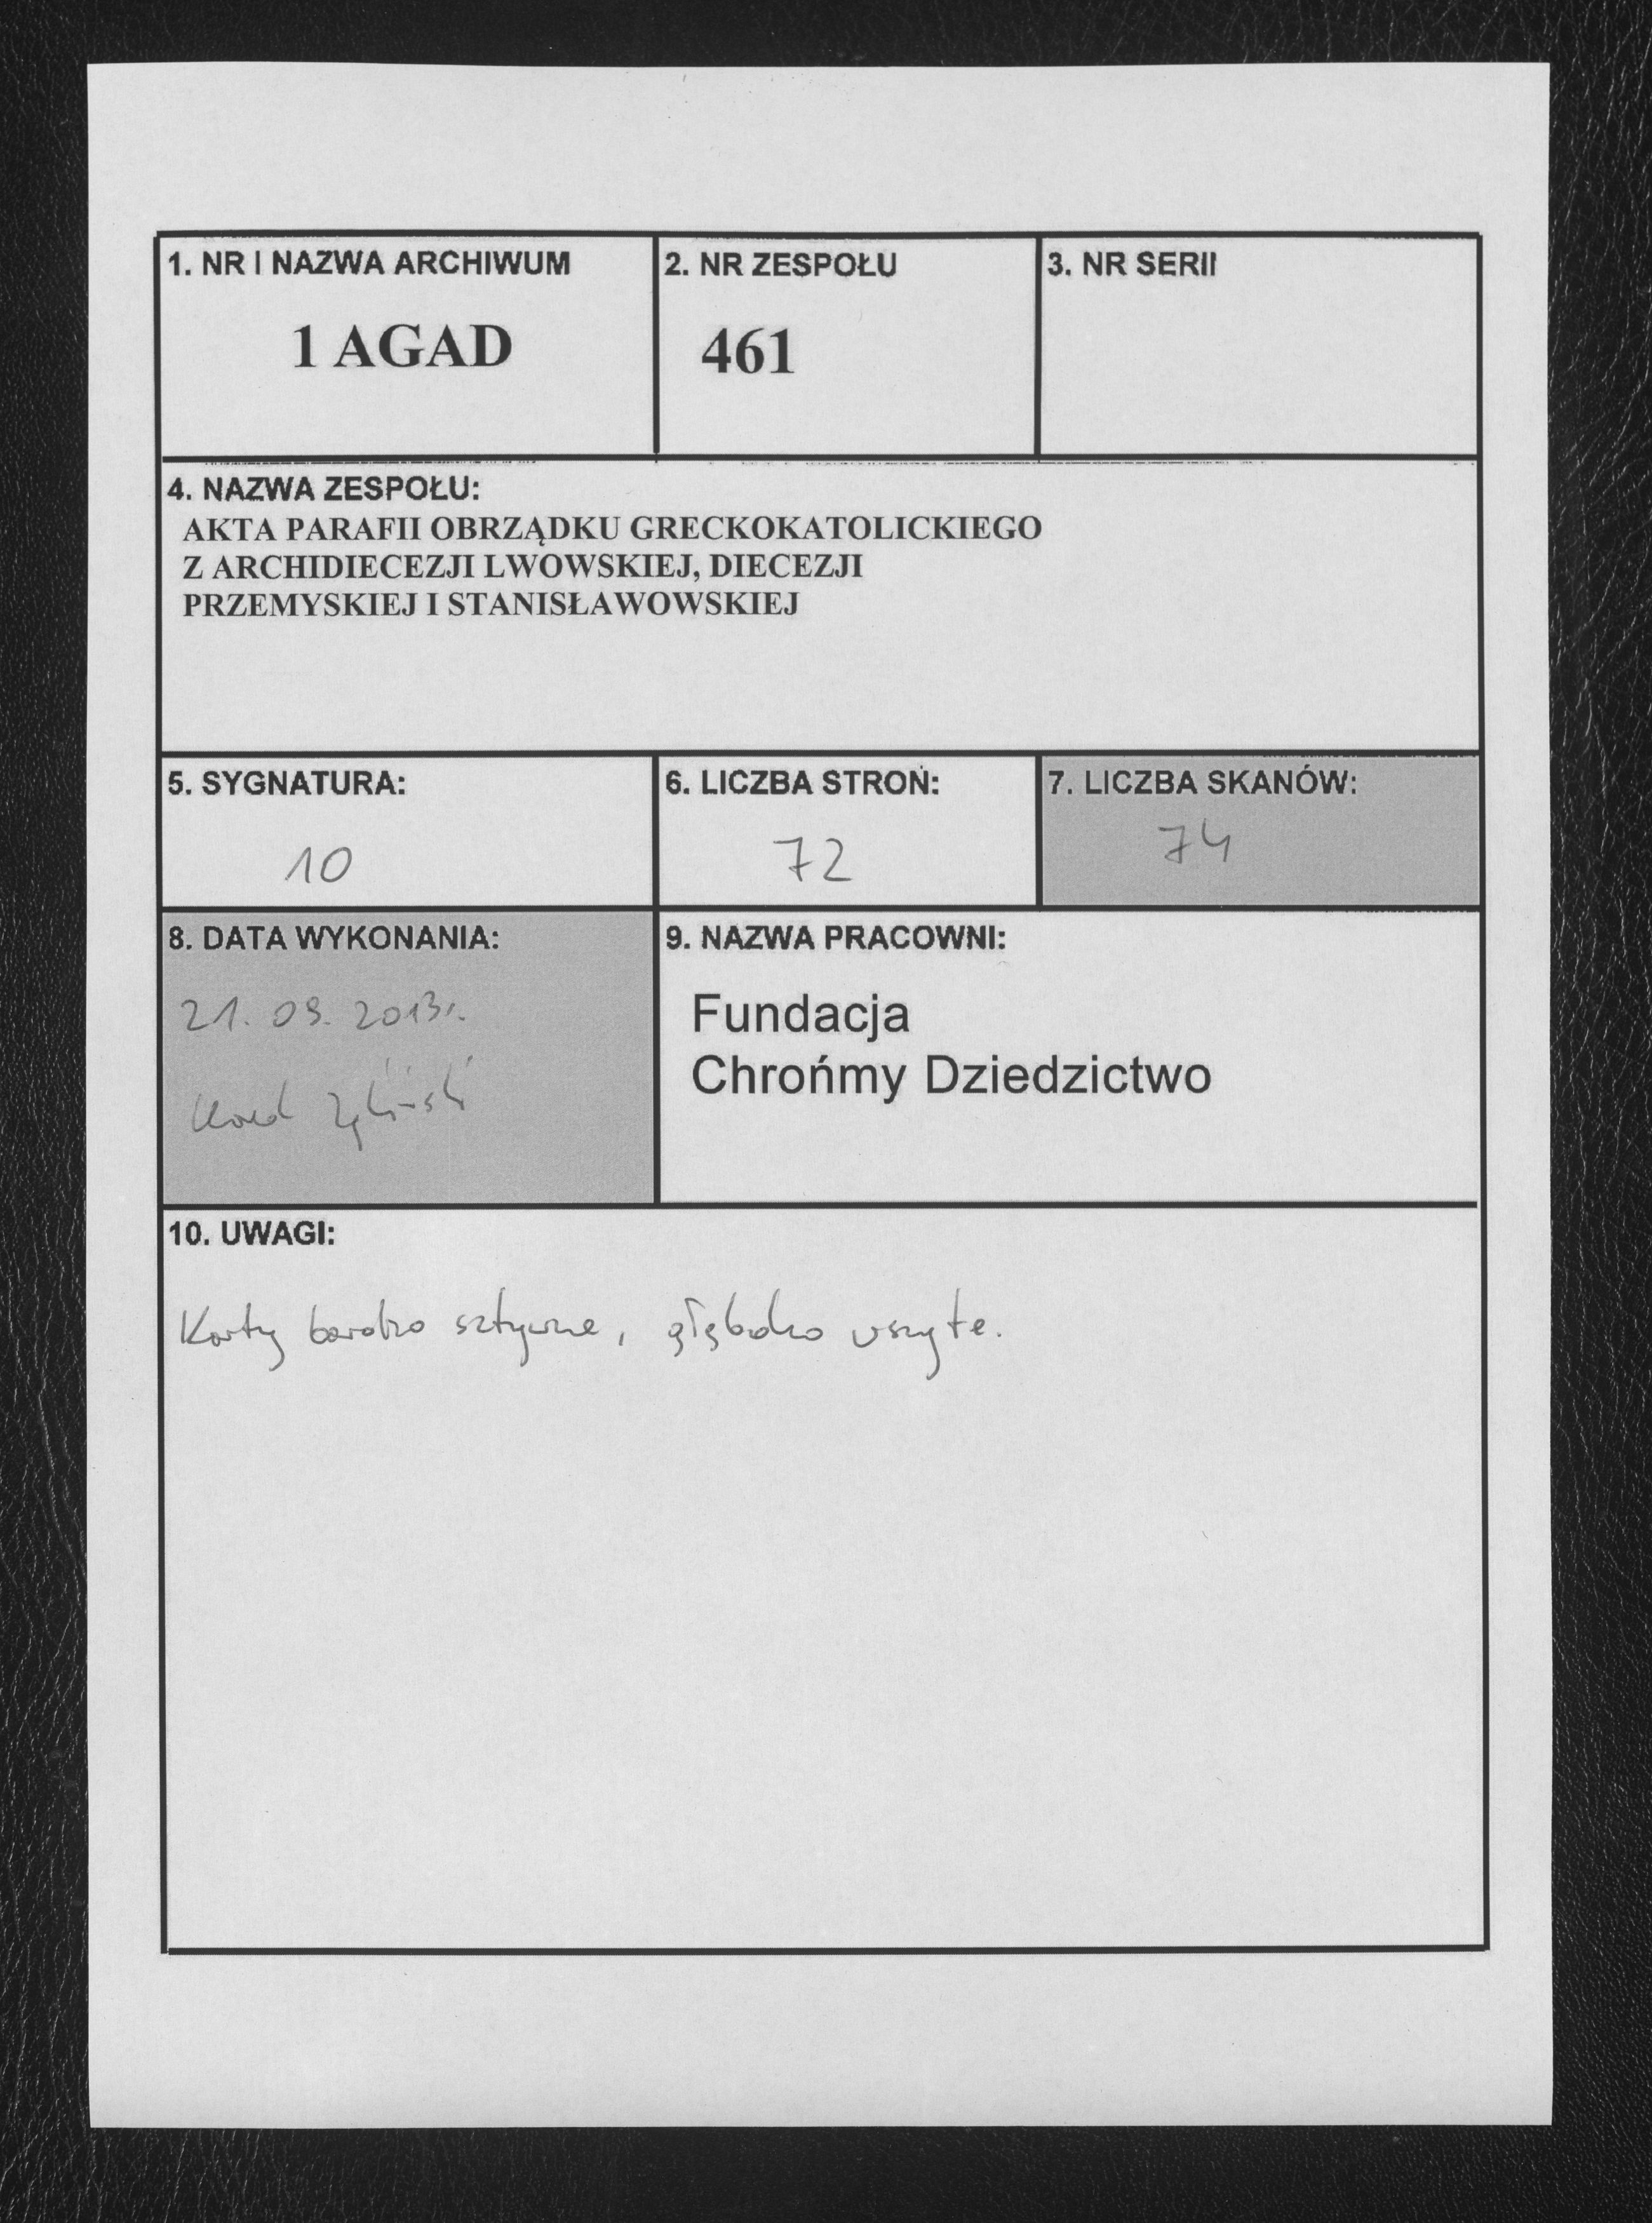 1. NR I NAZWA ARCHIWUM
1 AGAD
2. NR ZESPOŁU
461
3. NR SERII
4. NAZWA ZESPOŁU:
AKTA PARAFII OBRZĄDKU GRECKOKATOLICKIEGO
Z ARCHIDIECEZJI LWOWSKIEJ, DIECEZJI
PRZEMYSKIEJ I STANISŁAWOWSKIEJ
5. SYGNATURA:
10
6. LICZBA STRON:
72
7. LICZBA SKANÓW:
74
8. DATA WYKONANIA:
21.09.2013r.
9. NAZWA PRACOWNI:
Fundacja
Chrońmy Dziedzictwo
10. UWAGI:
Karty bardzo sztywne, głęboko wszyte.